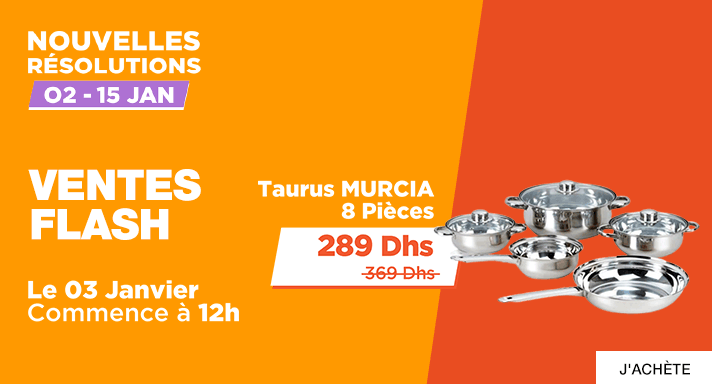 NOUVELLES
RÉSOLUTIONS
02 - 15 JAN
VENTES
FLASH
Le 03 Janvier
Commence à 12h
Taurus MURCIA
8 Pièces
289 Dhs
369 Dhs
J'ACHÈTE